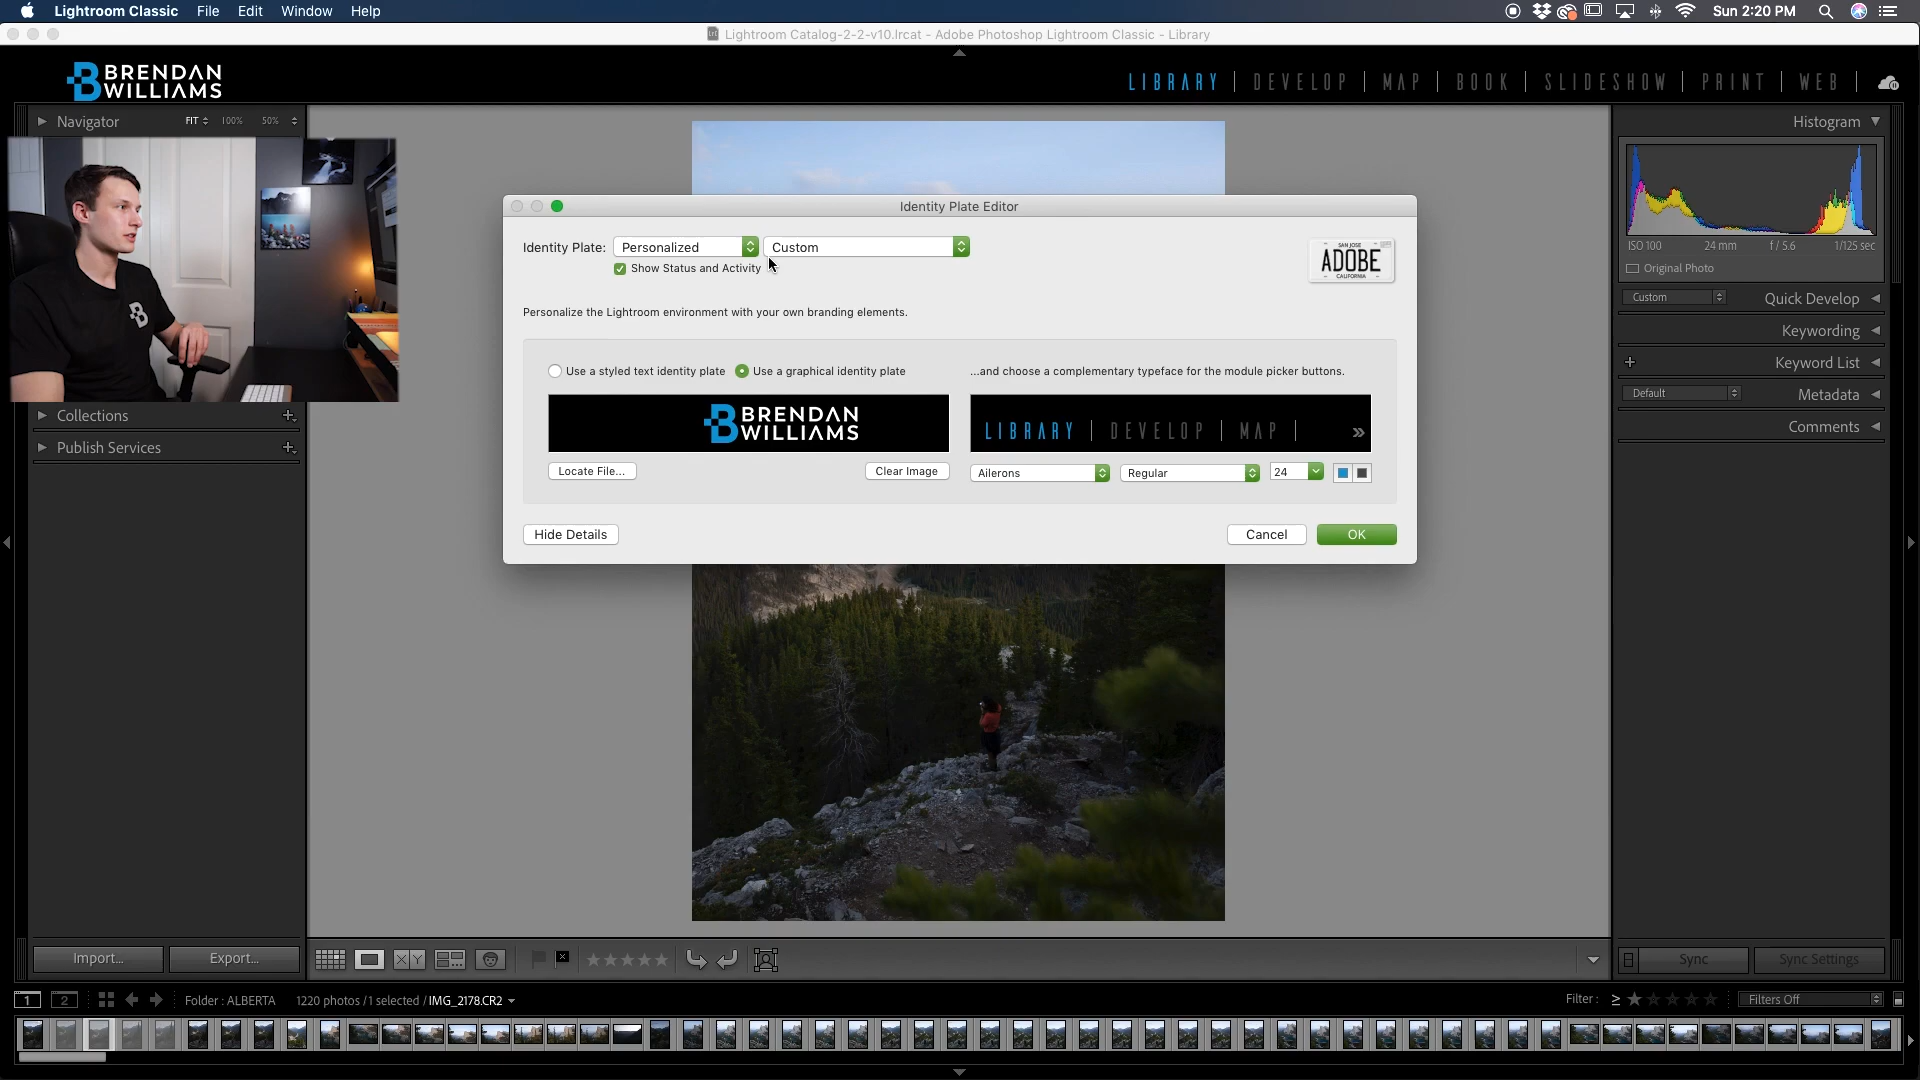 Lightroom Classic File Edit Window Help Sun 2:20 PM
Lightroom Catalog-2-2-v10.lrcat - Adobe Photoshop Lightroom Classic - Library
BRENDAN
WILLIAMS
LIBRARY | DEVELOP | MAP | BOOK | SLIDESHOW | PRINT | WEB |
Navigator FIT 100% 50%
Histogram
ISO 100 24 mm f / 5.6 1/125 sec
Original Photo
Custom Quick Develop
Keywording
Keyword List
Default Metadata
Comments
Identity Plate Editor
Identity Plate: Personalized Custom
Show Status and Activity
SAN JOSE
ADOBE
CALIFORNIA
Personalize the Lightroom environment with your own branding elements.
Use a styled text identity plate Use a graphical identity plate ...and choose a complementary typeface for the module picker buttons.
BRENDAN
WILLIAMS
LIBRARY | DEVELOP | MAP | »
Locate File... Clear Image Ailerons Regular 24
Hide Details Cancel OK
Collections
Publish Services
Import... Export... X Y Sync Sync Settings
1 2 Folder : ALBERTA 1220 photos / 1 selected / IMG_2178.CR2 Filter : ≥ Filters Off